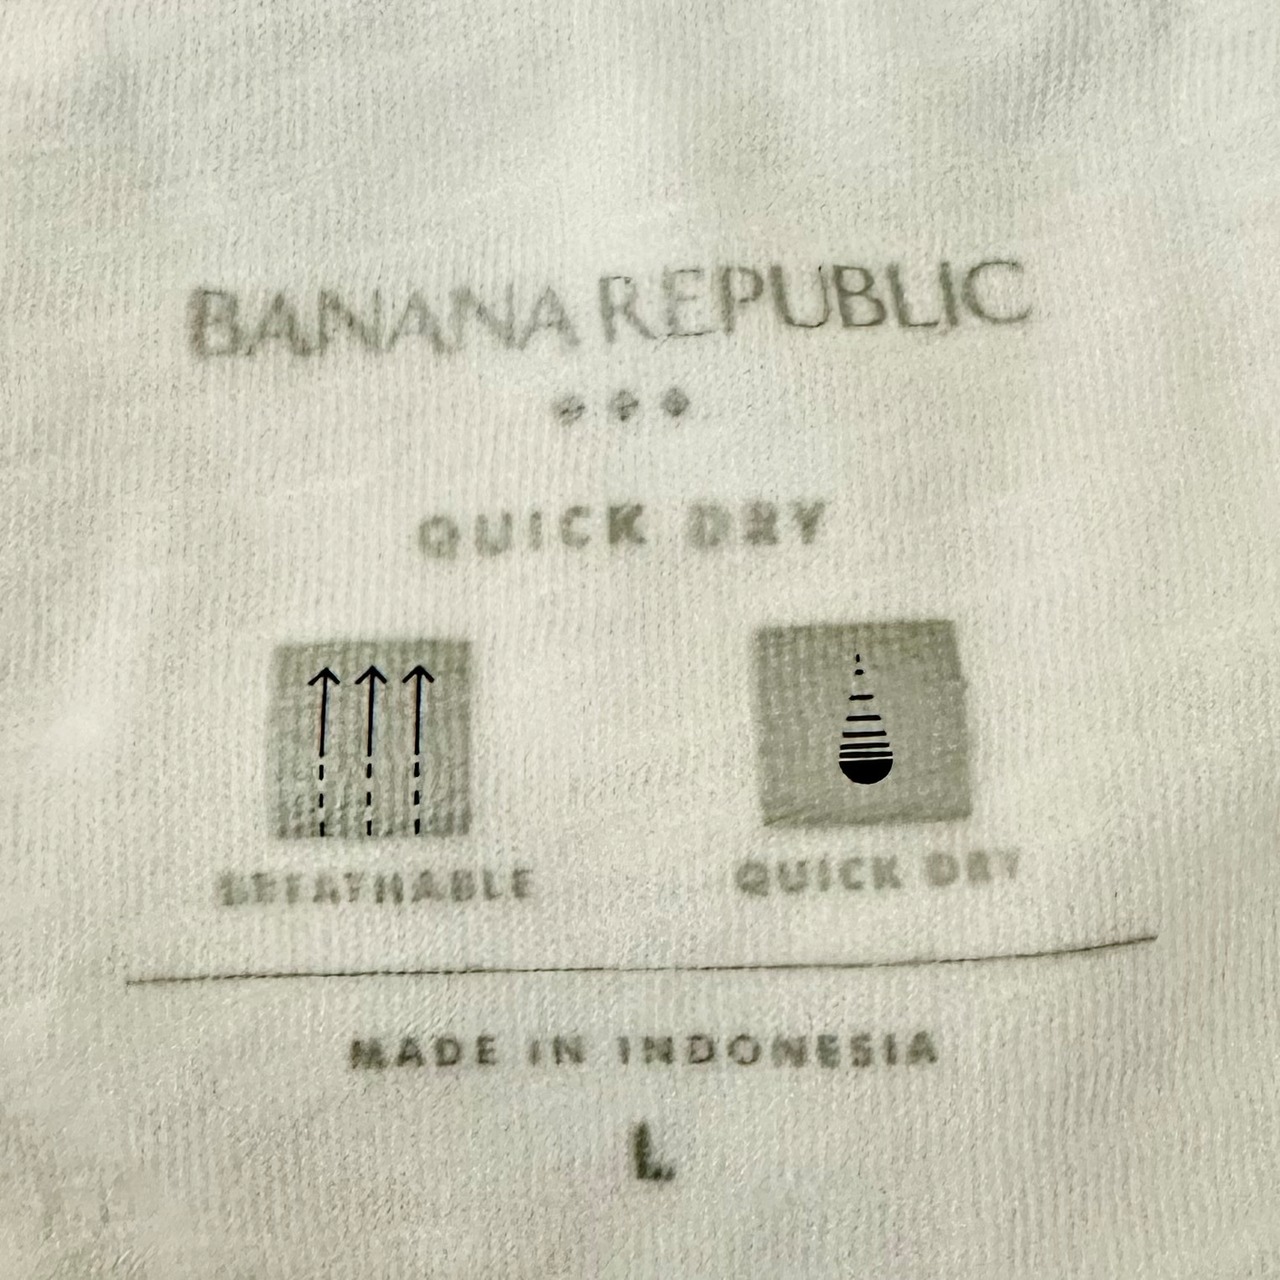 BANANA REPUBLIC
QUICK DRY
BREATHABLE
QUICK DRY
MADE IN INDONESIA
L